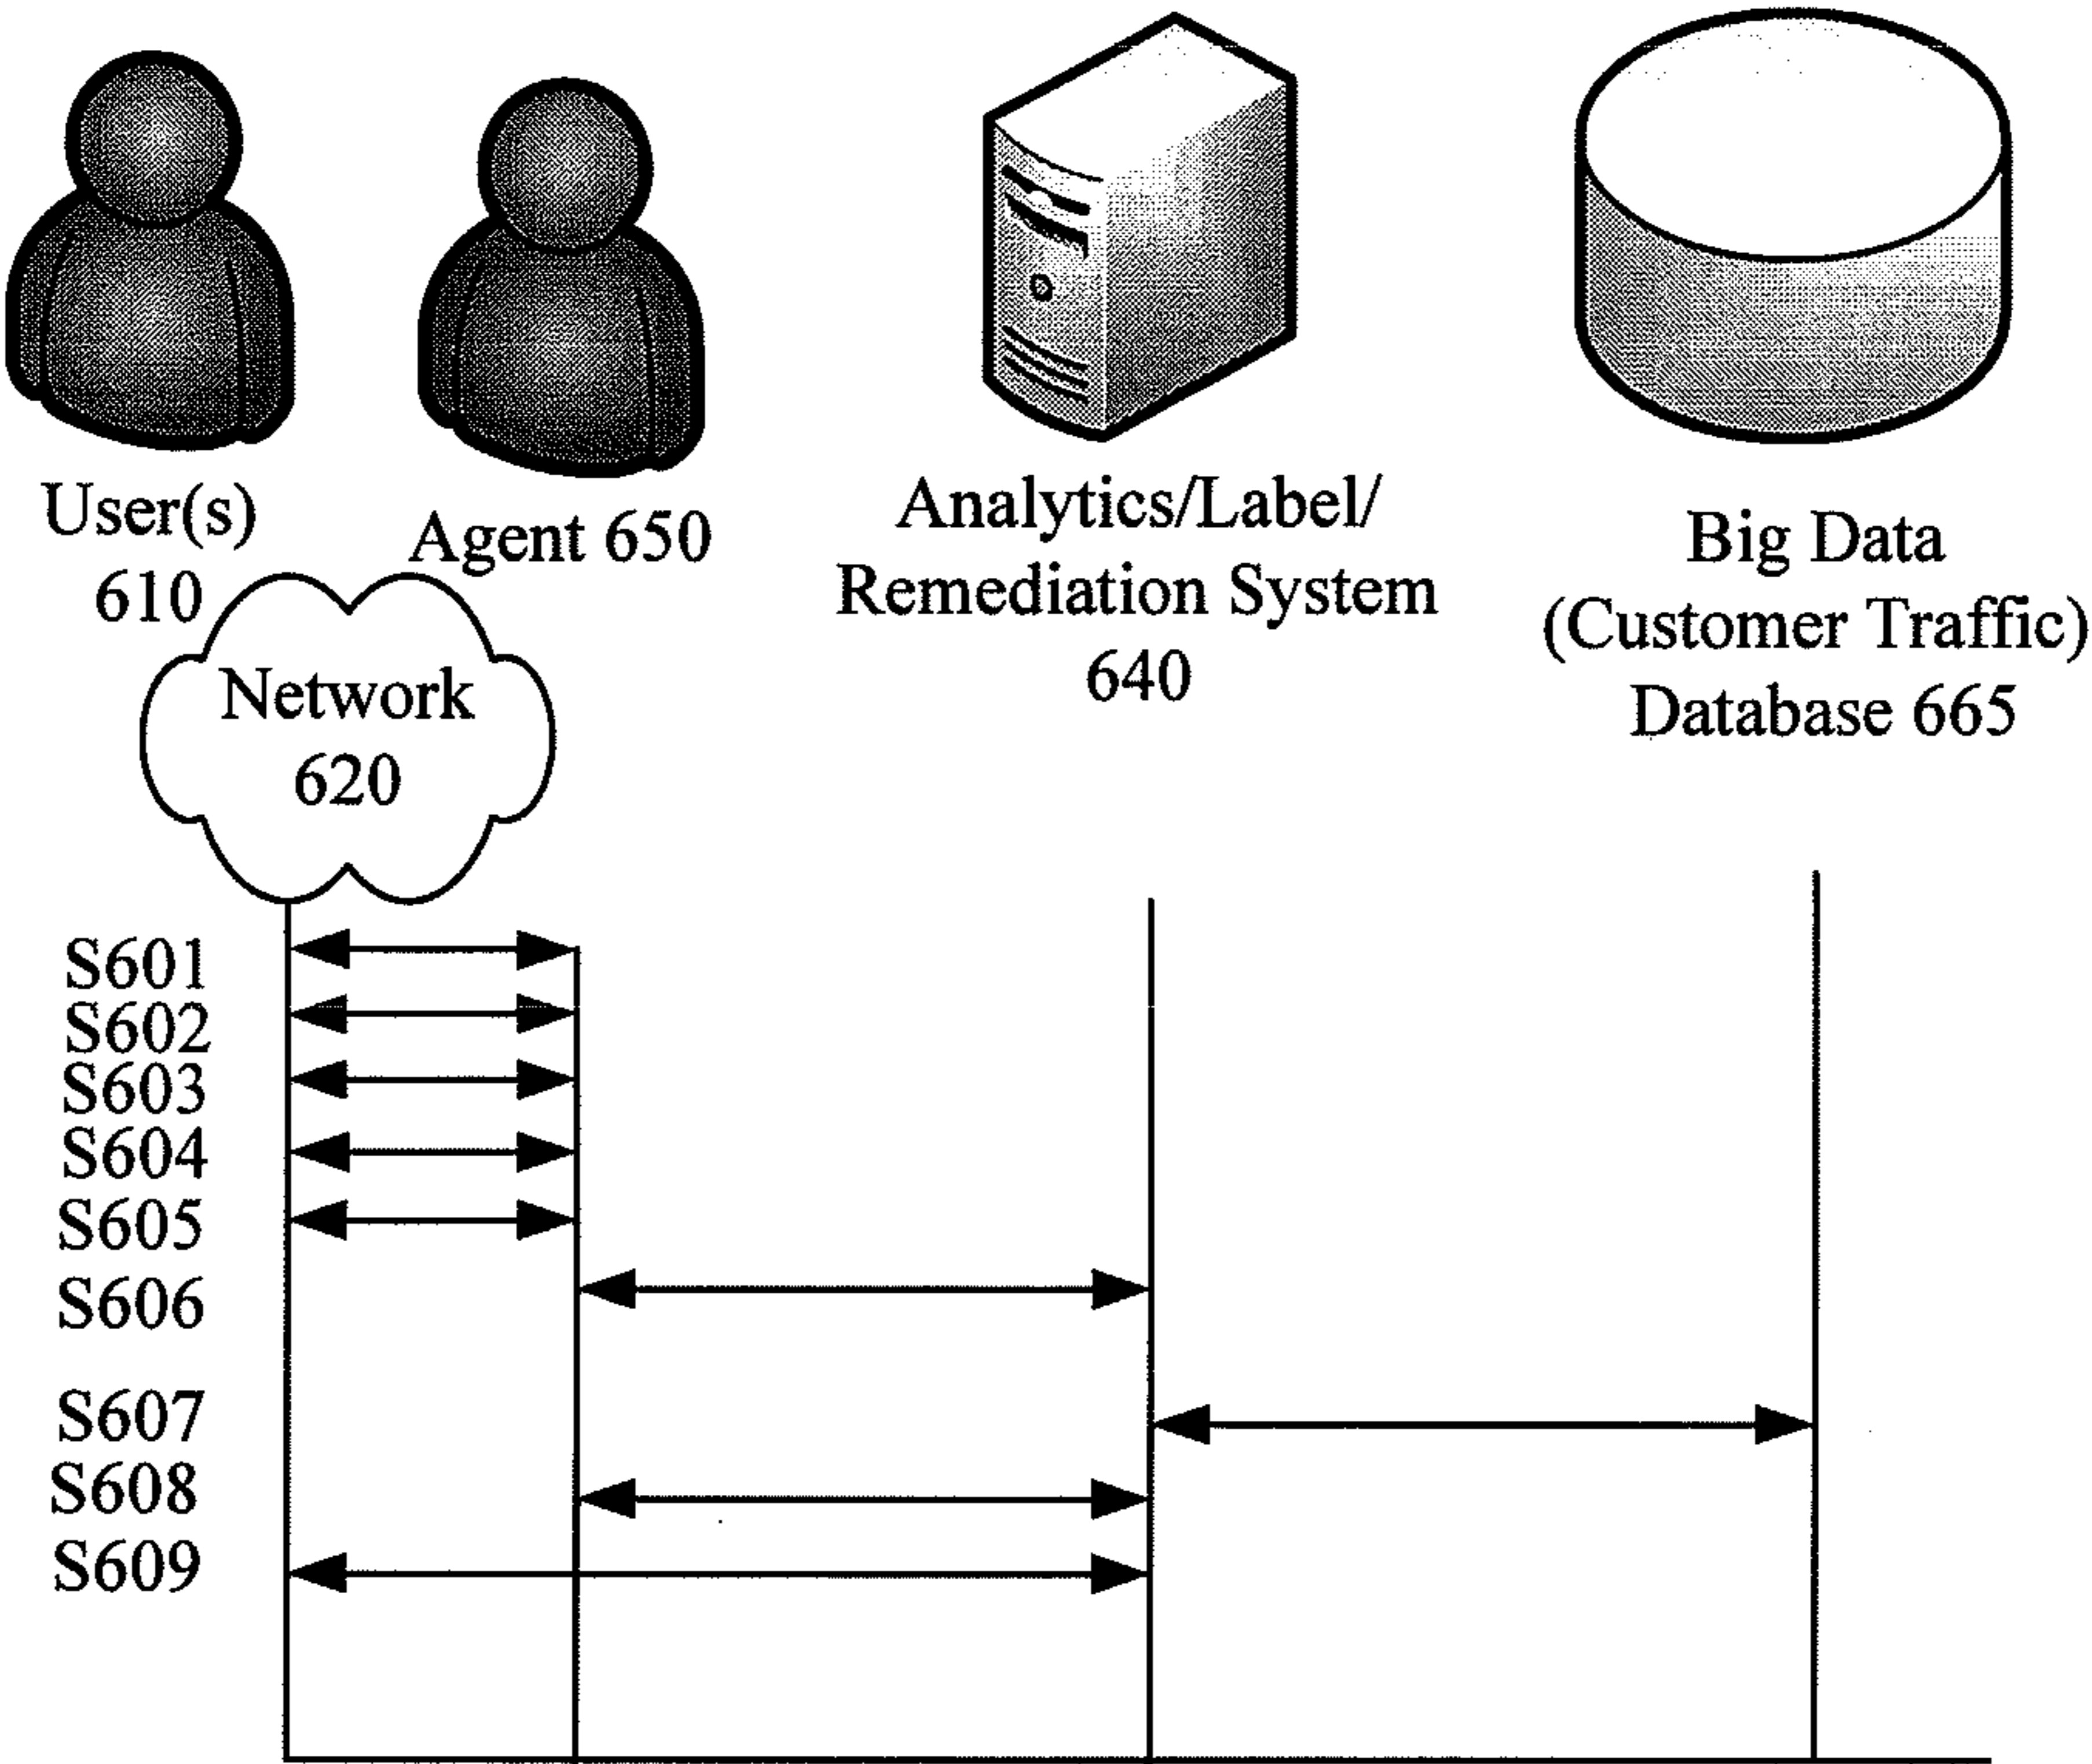 User(s)
610
Agent 650
Analytics/Label/
Remediation System
640
Big Data
(Customer Traffic)
Database 665
Network
620
S601
S602
S603
S604
S605
S606
S607
S608
S609